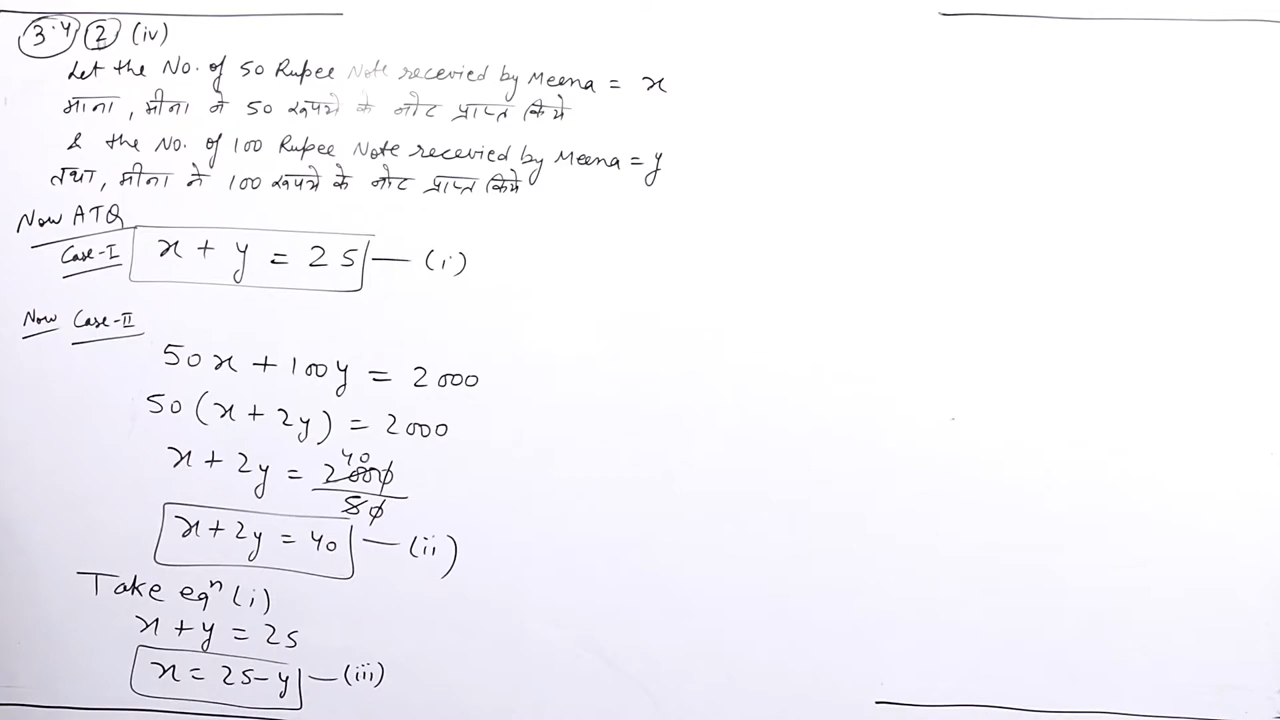 3.4 2 (iv)
Let the No. of 50 Rupee Note recevied by Meena = x
माना, मीना ने 50 रूपये के नोट प्राप्त किये
& the No. of 100 Rupee Note recevied by Meena = y
तथा, मीना ने 100 रूपये के नोट प्राप्त किये
Now ATQ
Case-I x + y = 25 — (i)
Now Case-II
50x + 100y = 2000
50(x + 2y) = 2000
40
x + 2y = 2000
50
x + 2y = 40 — (ii)
Take eqⁿ (i)
x + y = 25
x = 25 - y — (iii)